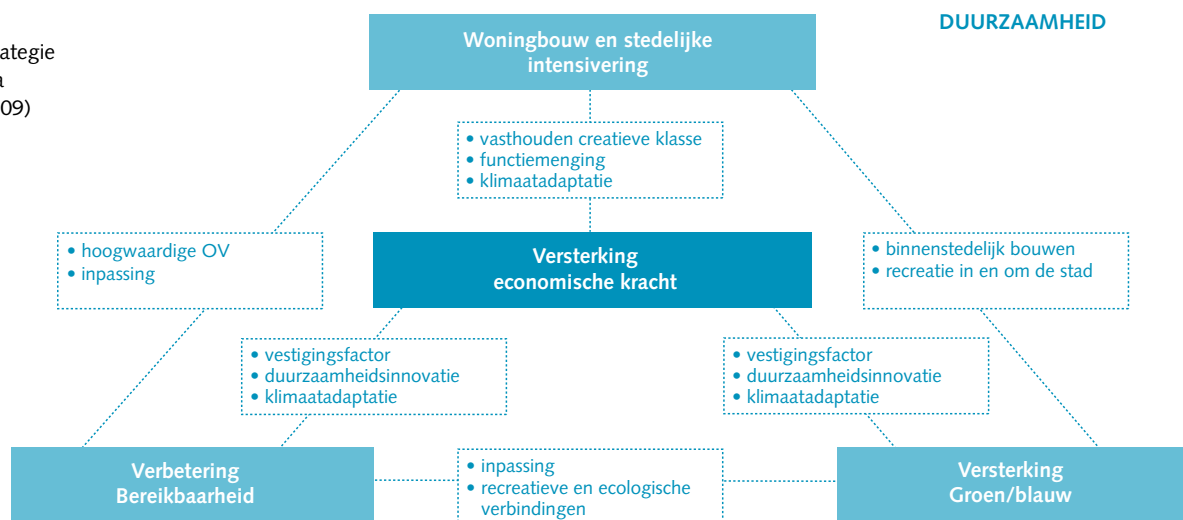 DUURZAAMHEID
Woningbouw en stedelijke
intensivering
ategie
09)
• vasthouden creatieve klasse
• functiemenging
• klimaatadaptatie
• hoogwaardige OV
• inpassing
Versterking
economische kracht
• binnenstedelijk bouwen
• recreatie in en om de stad
• vestigingsfactor
• duurzaamheidsinnovatie
• klimaatadaptatie
• vestigingsfactor
• duurzaamheidsinnovatie
• klimaatadaptatie
Verbetering
Bereikbaarheid
• inpassing
• recreatieve en ecologische
verbindingen
Versterking
Groen/blauw